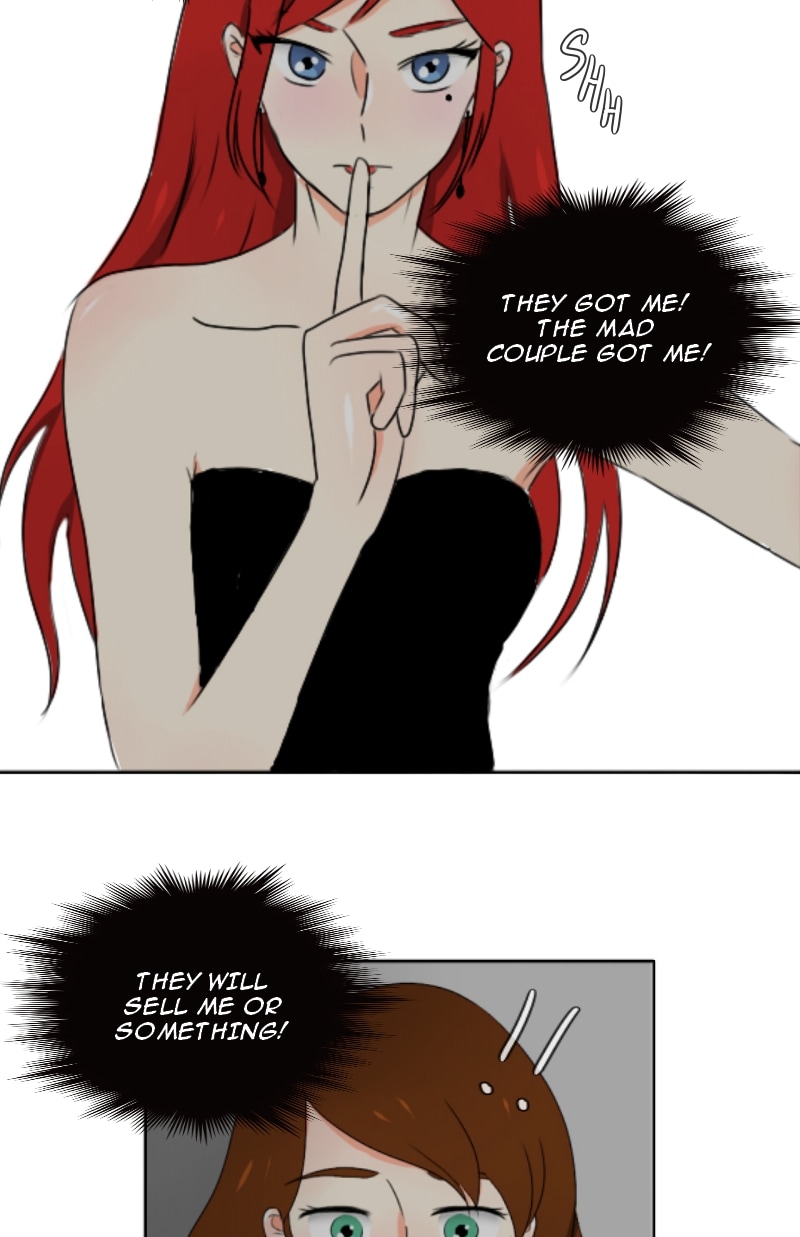 SHH
THEY GOT ME!
THE MAD
COUPLE GOT ME!
THEY WILL
SELL ME OR
SOMETHING!